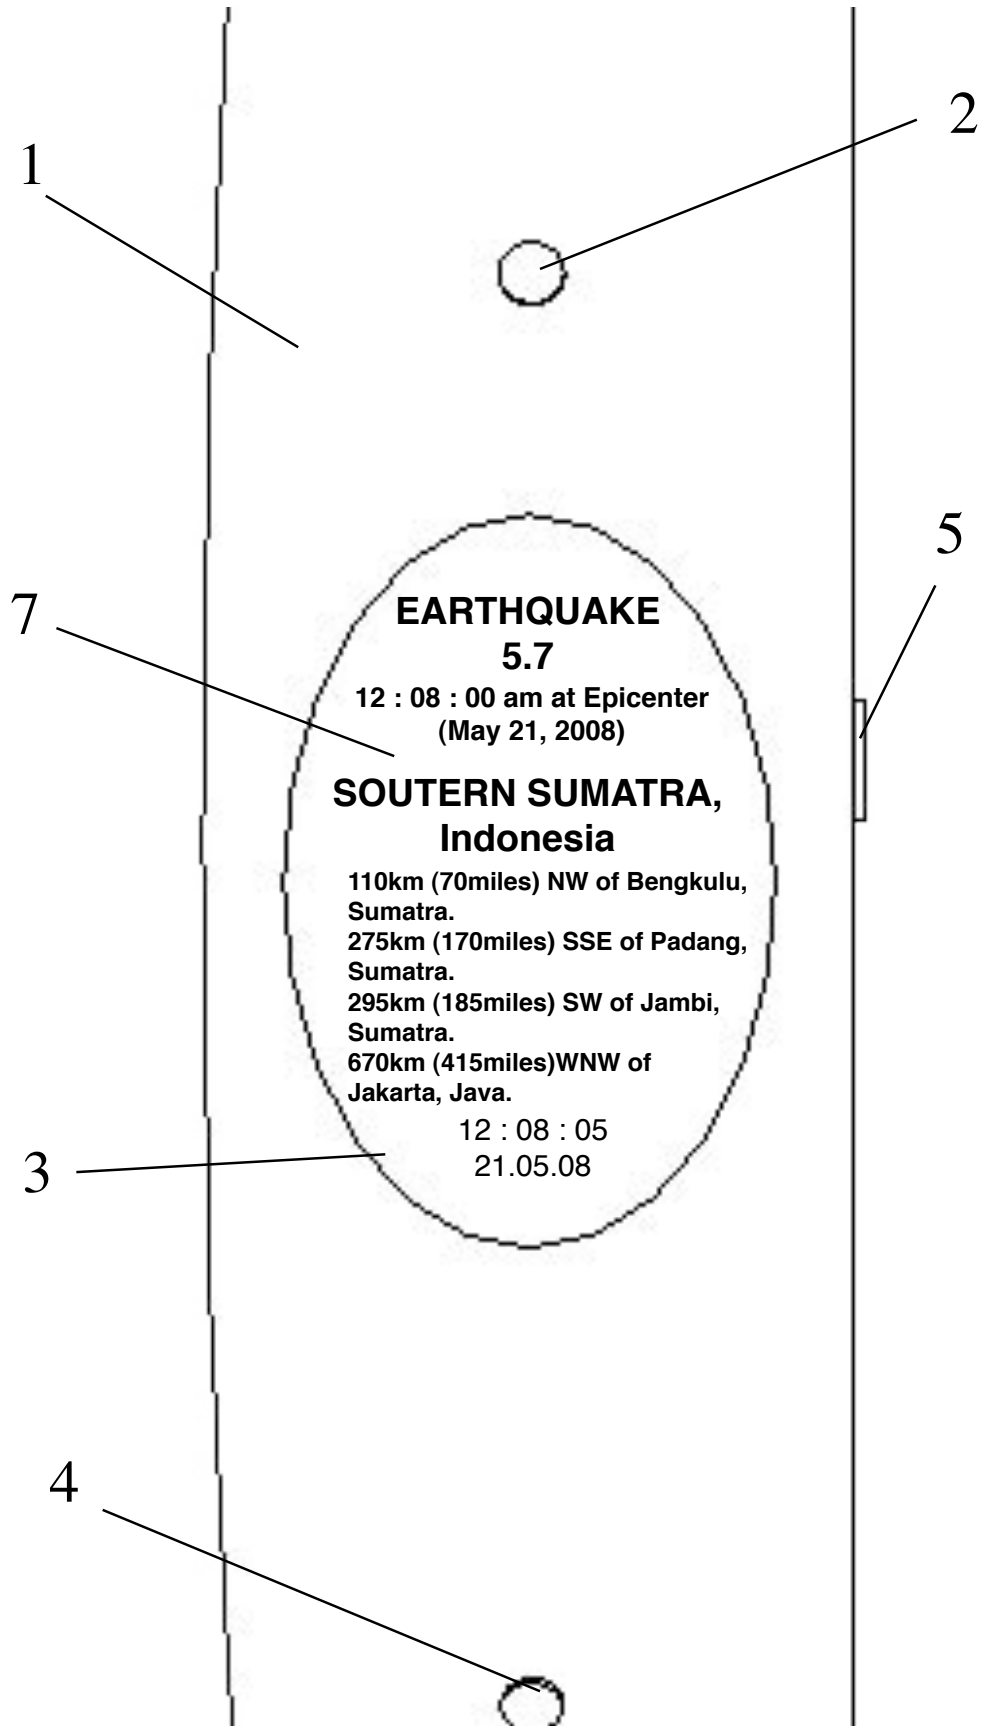 2
1
5
7
EARTHQUAKE
5.7
12 : 08 : 00 am at Epicenter
(May 21, 2008)
SOUTERN SUMATRA,
Indonesia
110km (70miles) NW of Bengkulu,
Sumatra.
275km (170miles) SSE of Padang,
Sumatra.
295km (185miles) SW of Jambi,
Sumatra.
670km (415miles)WNW of
Jakarta, Java.
12 : 08 : 05
21.05.08
3
4